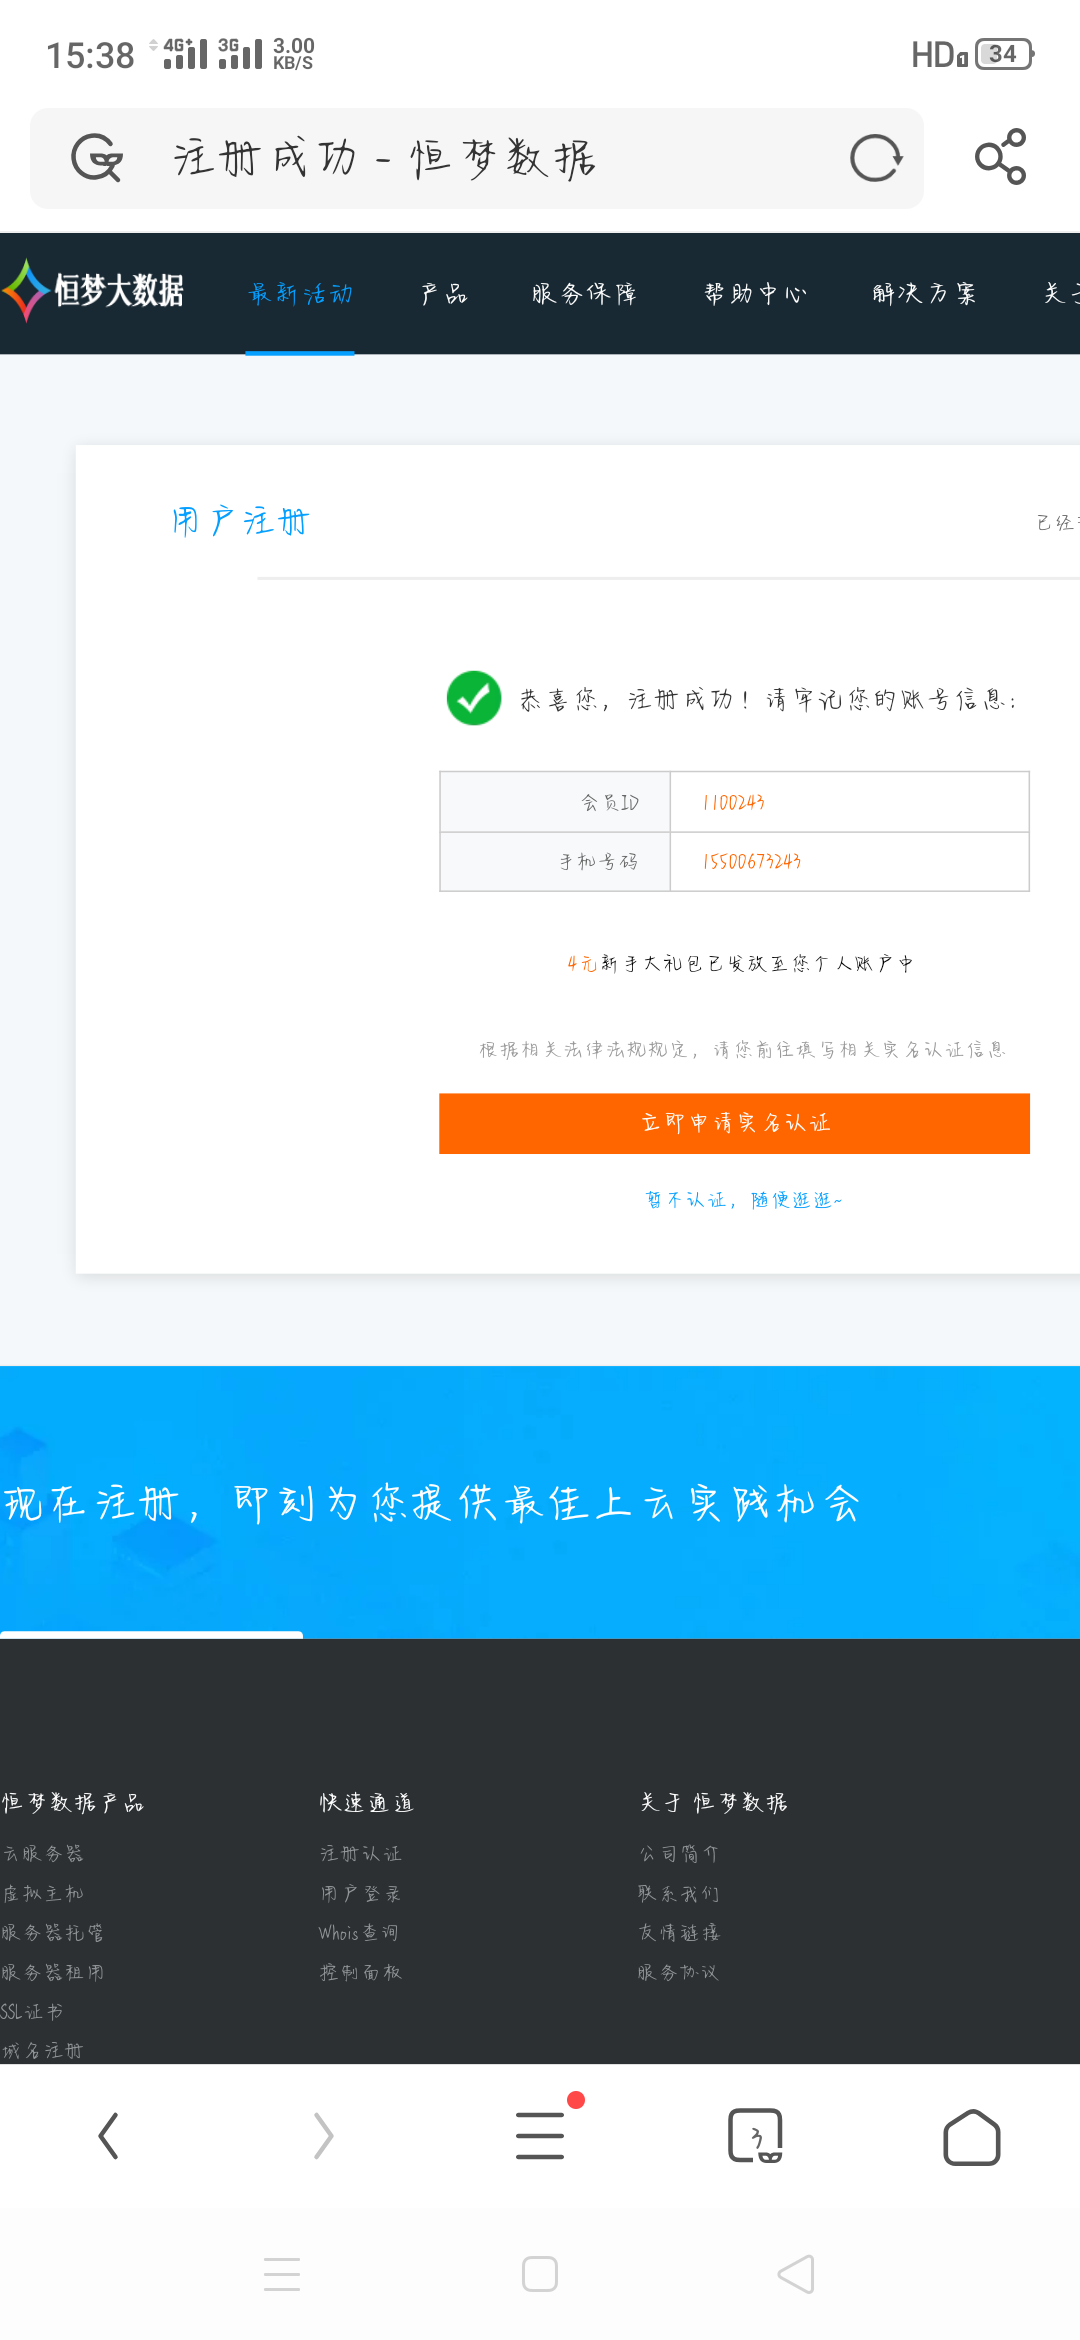 15:38 4G+ 3G 3.00 KB/S HD 1 34
注册成功 - 恒梦数据
恒梦大数据 最新活动 产品 服务保障 帮助中心 解决方案 关于
用户注册 已经
恭喜您，注册成功！请牢记您的账号信息：
会员ID 1100243
手机号码 15500673243
4元新手大礼包已发放至您个人账户中
根据相关法律法规规定，请您前往填写相关实名认证信息
立即申请实名认证
暂不认证，随便逛逛~
现在注册，即刻为您提供最佳上云实践机会
恒梦数据产品 快速通道 关于 恒梦数据
云服务器 注册认证 公司简介
虚拟主机 用户登录 联系我们
服务器托管 Whois查询 友情链接
服务器租用 控制面板 服务协议
SSL证书
域名注册
3